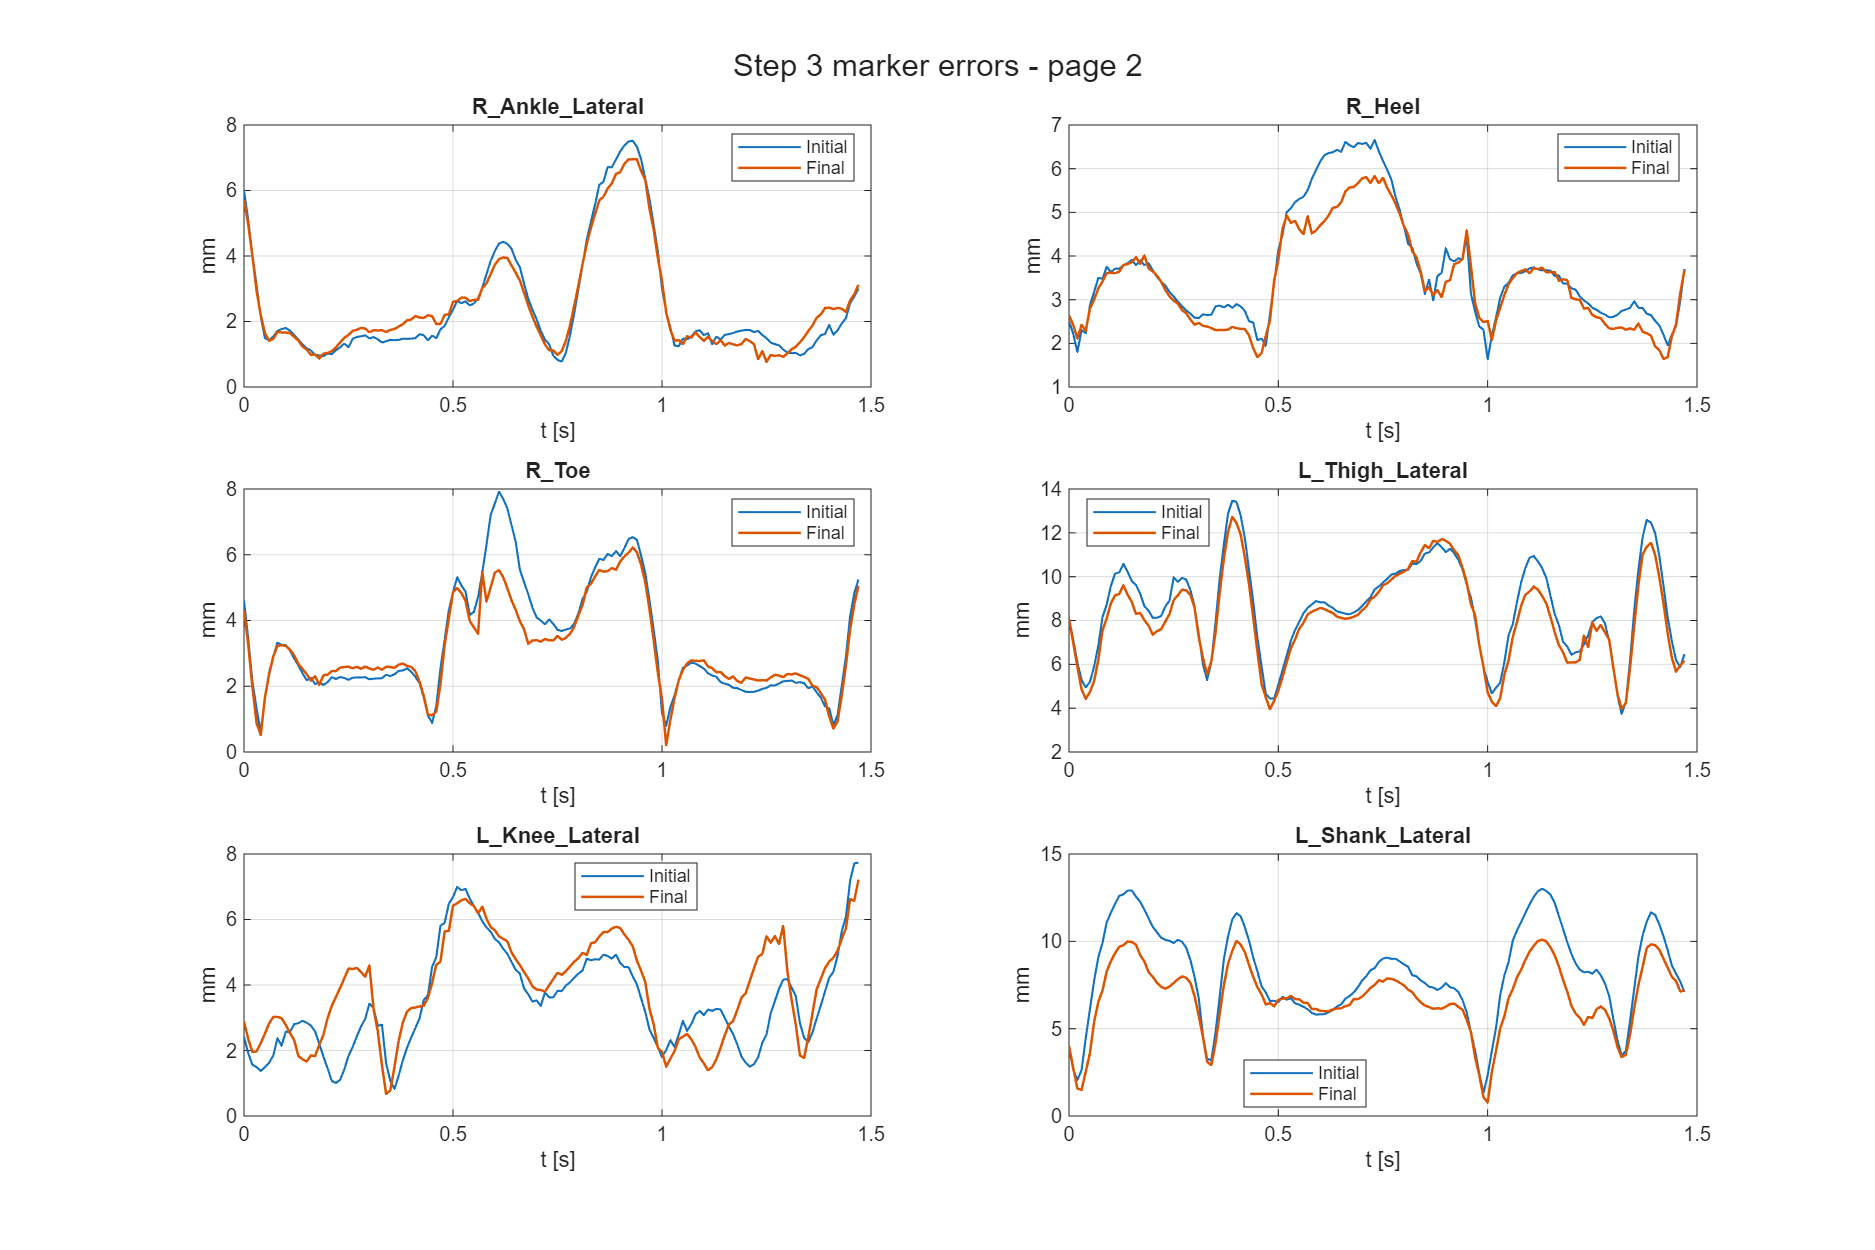 Step 3 marker errors - page 2
R_Ankle_Lateral
8
6
4
2
0
mm
0 0.5 1 1.5
t [s]
Initial
Final
R_Heel
7
6
5
4
3
2
1
mm
0 0.5 1 1.5
t [s]
Initial
Final
R_Toe
8
6
4
2
0
mm
0 0.5 1 1.5
t [s]
Initial
Final
L_Thigh_Lateral
14
12
10
8
6
4
2
mm
0 0.5 1 1.5
t [s]
Initial
Final
L_Knee_Lateral
8
6
4
2
0
mm
0 0.5 1 1.5
t [s]
Initial
Final
L_Shank_Lateral
15
10
5
0
mm
0 0.5 1 1.5
t [s]
Initial
Final